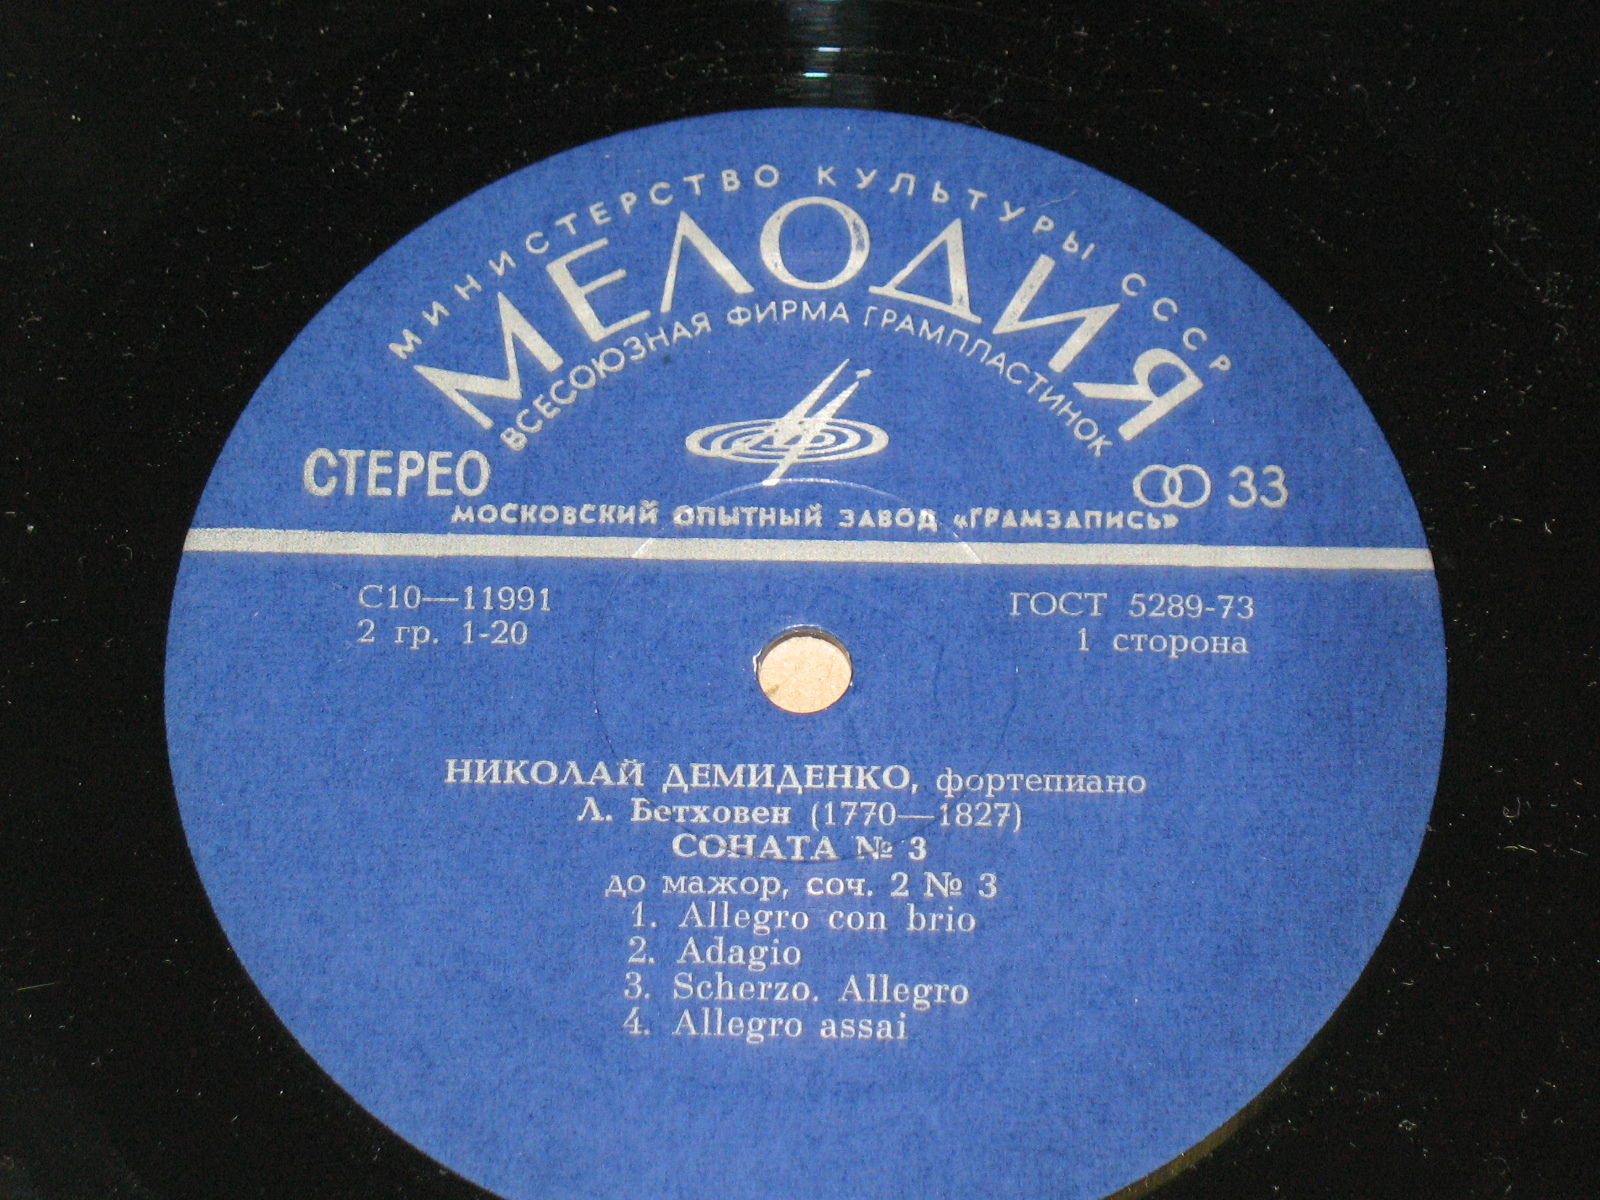 МИНИСТЕРСТВО КУЛЬТУРЫ СССР
МЕЛОДИЯ
ВСЕСОЮЗНАЯ ФИРМА ГРАМПЛАСТИНОК
СТЕРЕО
33
МОСКОВСКИЙ ОПЫТНЫЙ ЗАВОД «ГРАМЗАПИСЬ»
С10—11991
ГОСТ 5289-73
2 гр. 1-20
1 сторона
НИКОЛАЙ ДЕМИДЕНКО, фортепиано
Л. Бетховен (1770—1827)
СОНАТА № 3
до мажор, соч. 2 № 3
1. Allegro con brio
2. Adagio
3. Scherzo. Allegro
4. Allegro assai